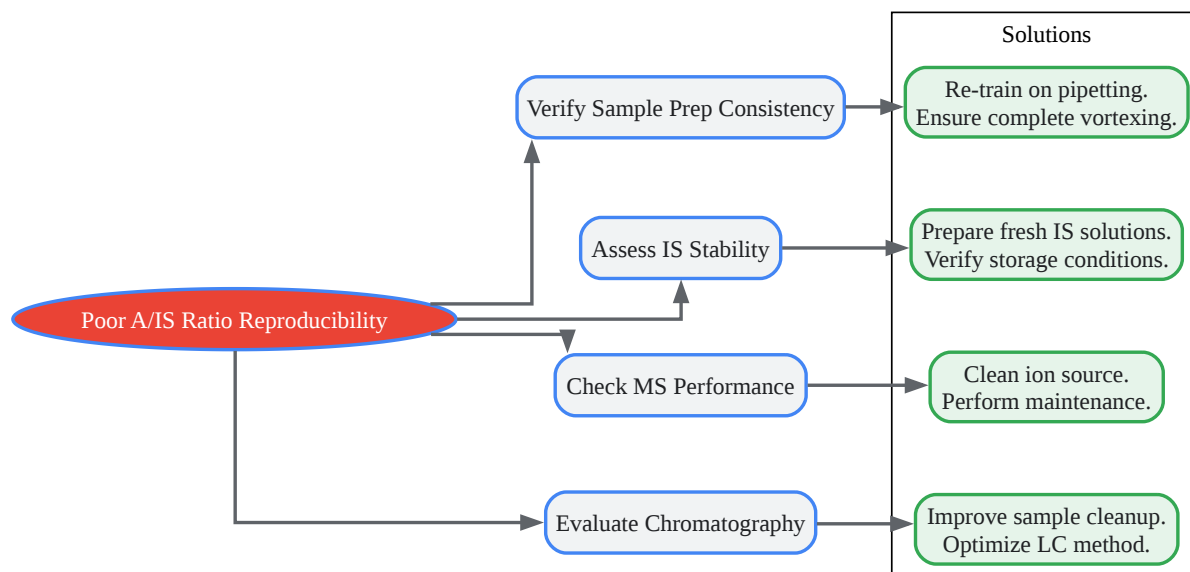 Solutions
Verify Sample Prep Consistency
Re-train on pipetting.
Ensure complete vortexing.
Assess IS Stability
Prepare fresh IS solutions.
Verify storage conditions.
Poor A/IS Ratio Reproducibility
Check MS Performance
Clean ion source.
Perform maintenance.
Evaluate Chromatography
Improve sample cleanup.
Optimize LC method.